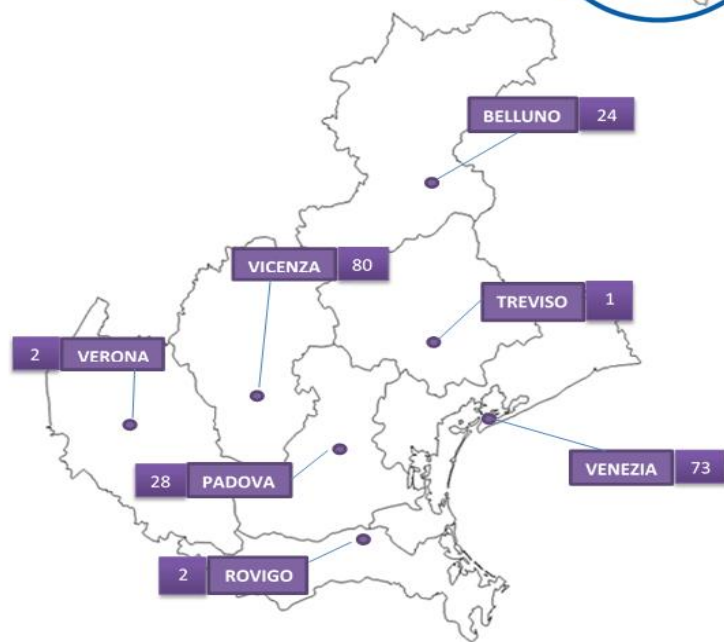 BELLUNO 24
VICENZA 80
TREVISO 1
2 VERONA
VENEZIA 73
28 PADOVA
2 ROVIGO